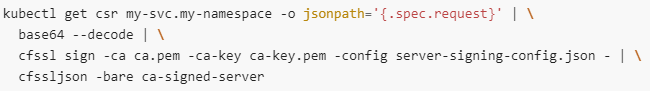 kubectl get csr my-svc.my-namespace -o jsonpath='{.spec.request}' | \
  base64 --decode | \
  cfssl sign -ca ca.pem -ca-key ca-key.pem -config server-signing-config.json - | \
  cfssljson -bare ca-signed-server